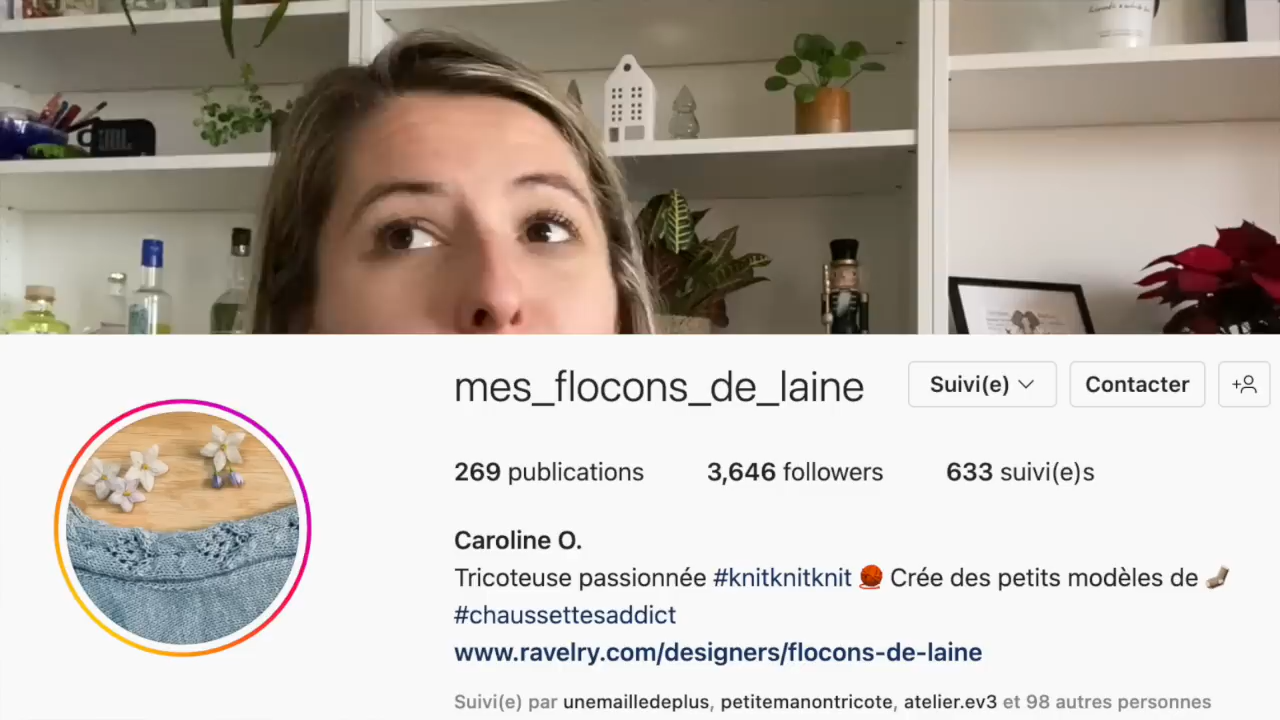 JBL
mes_flocons_de_laine
Suivi(e)
Contacter
269 publications
3,646 followers
633 suivi(e)s
Caroline O.
Tricoteuse passionnée #knitknitknit 🧶 Crée des petits modèles de 🧦
#chaussettesaddict
www.ravelry.com/designers/flocons-de-laine
Suivi(e) par unemailledeplus, petitemanontricote, atelier.ev3 et 98 autres personnes